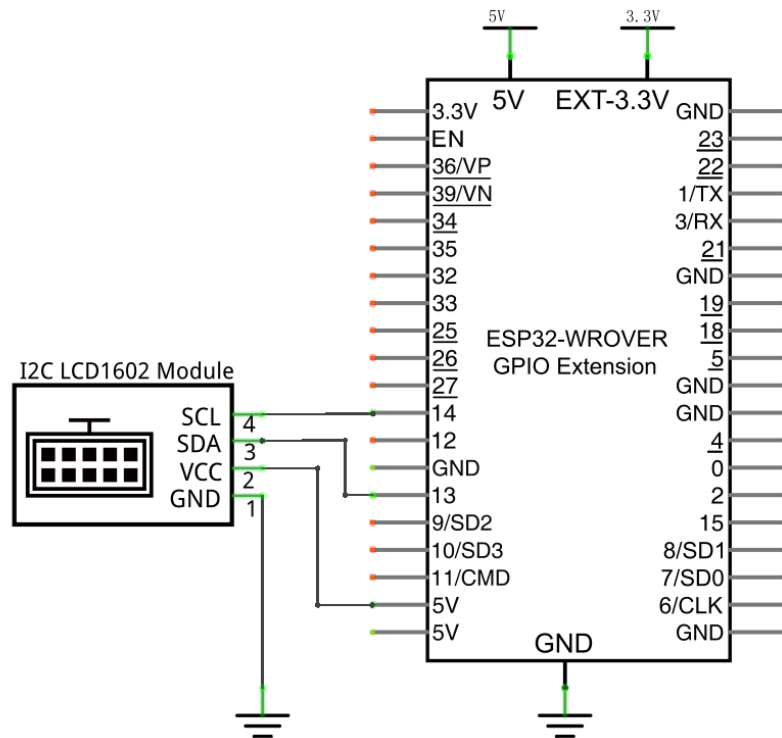 5V
3.3V
5V
EXT-3.3V
3.3V
EN
36/VP
39/VN
34
35
32
33
25
26
27
14
12
GND
13
9/SD2
10/SD3
11/CMD
5V
5V
GND
23
22
1/TX
3/RX
21
GND
19
18
5
GND
GND
4
0
2
15
8/SD1
7/SD0
6/CLK
GND
ESP32-WROVER
GPIO Extension
GND
I2C LCD1602 Module
SCL 4
SDA 3
VCC 2
GND 1